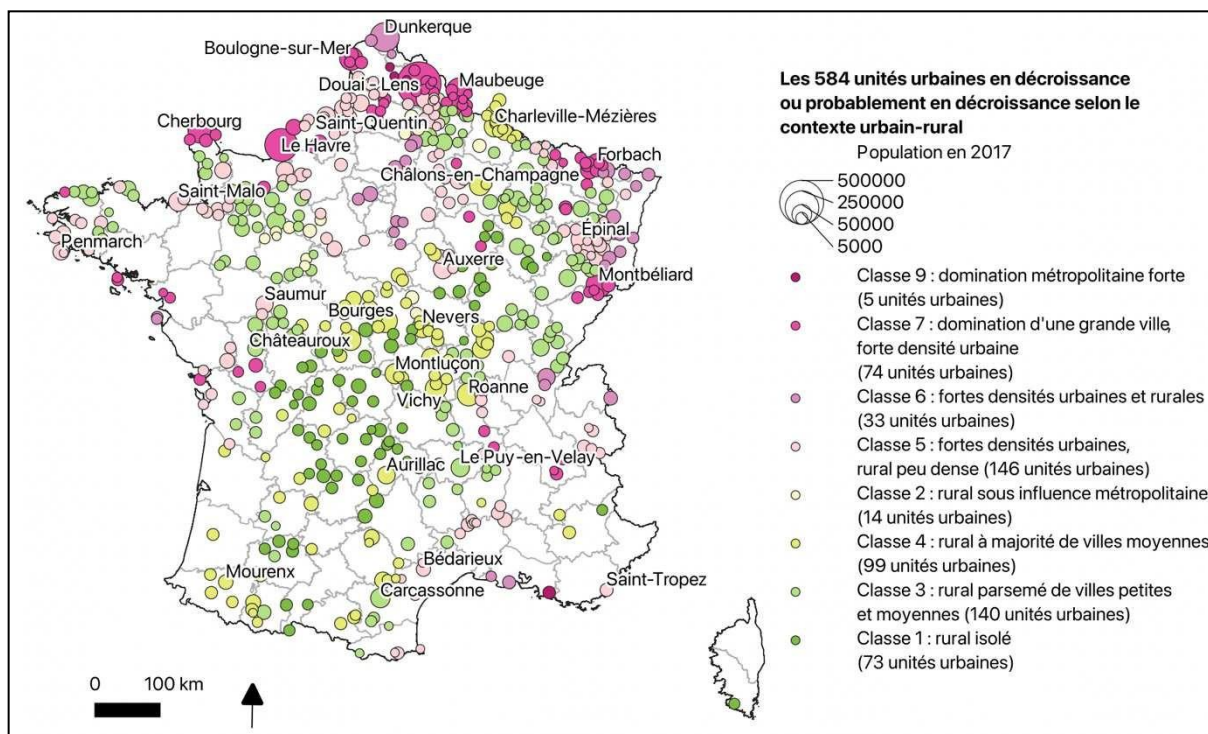 Dunkerque
Boulogne-sur-Mer
Douai-Lens
Maubeuge
Saint-Quentin
Charleville-Mézières
Cherbourg
Le Havre
Forbach
Châlons-en-Champagne
Saint-Malo
Épinal
Penmarch
Auxerre
Montbéliard
Saumur
Bourges
Nevers
Châteauroux
Montluçon
Roanne
Vichy
Aurillac
Le Puy-en-Velay
Bédarieux
Mourenx
Carcassonne
Saint-Tropez
0 100 km
Les 584 unités urbaines en décroissance
ou probablement en décroissance selon le
contexte urbain-rural
Population en 2017
500000
250000
50000
5000
Classe 9 : domination métropolitaine forte
(5 unités urbaines)
Classe 7 : domination d'une grande ville,
forte densité urbaine
(74 unités urbaines)
Classe 6 : fortes densités urbaines et rurales
(33 unités urbaines)
Classe 5 : fortes densités urbaines,
rural peu dense (146 unités urbaines)
Classe 2 : rural sous influence métropolitaine
(14 unités urbaines)
Classe 4 : rural à majorité de villes moyennes
(99 unités urbaines)
Classe 3 : rural parsemé de villes petites
et moyennes (140 unités urbaines)
Classe 1 : rural isolé
(73 unités urbaines)